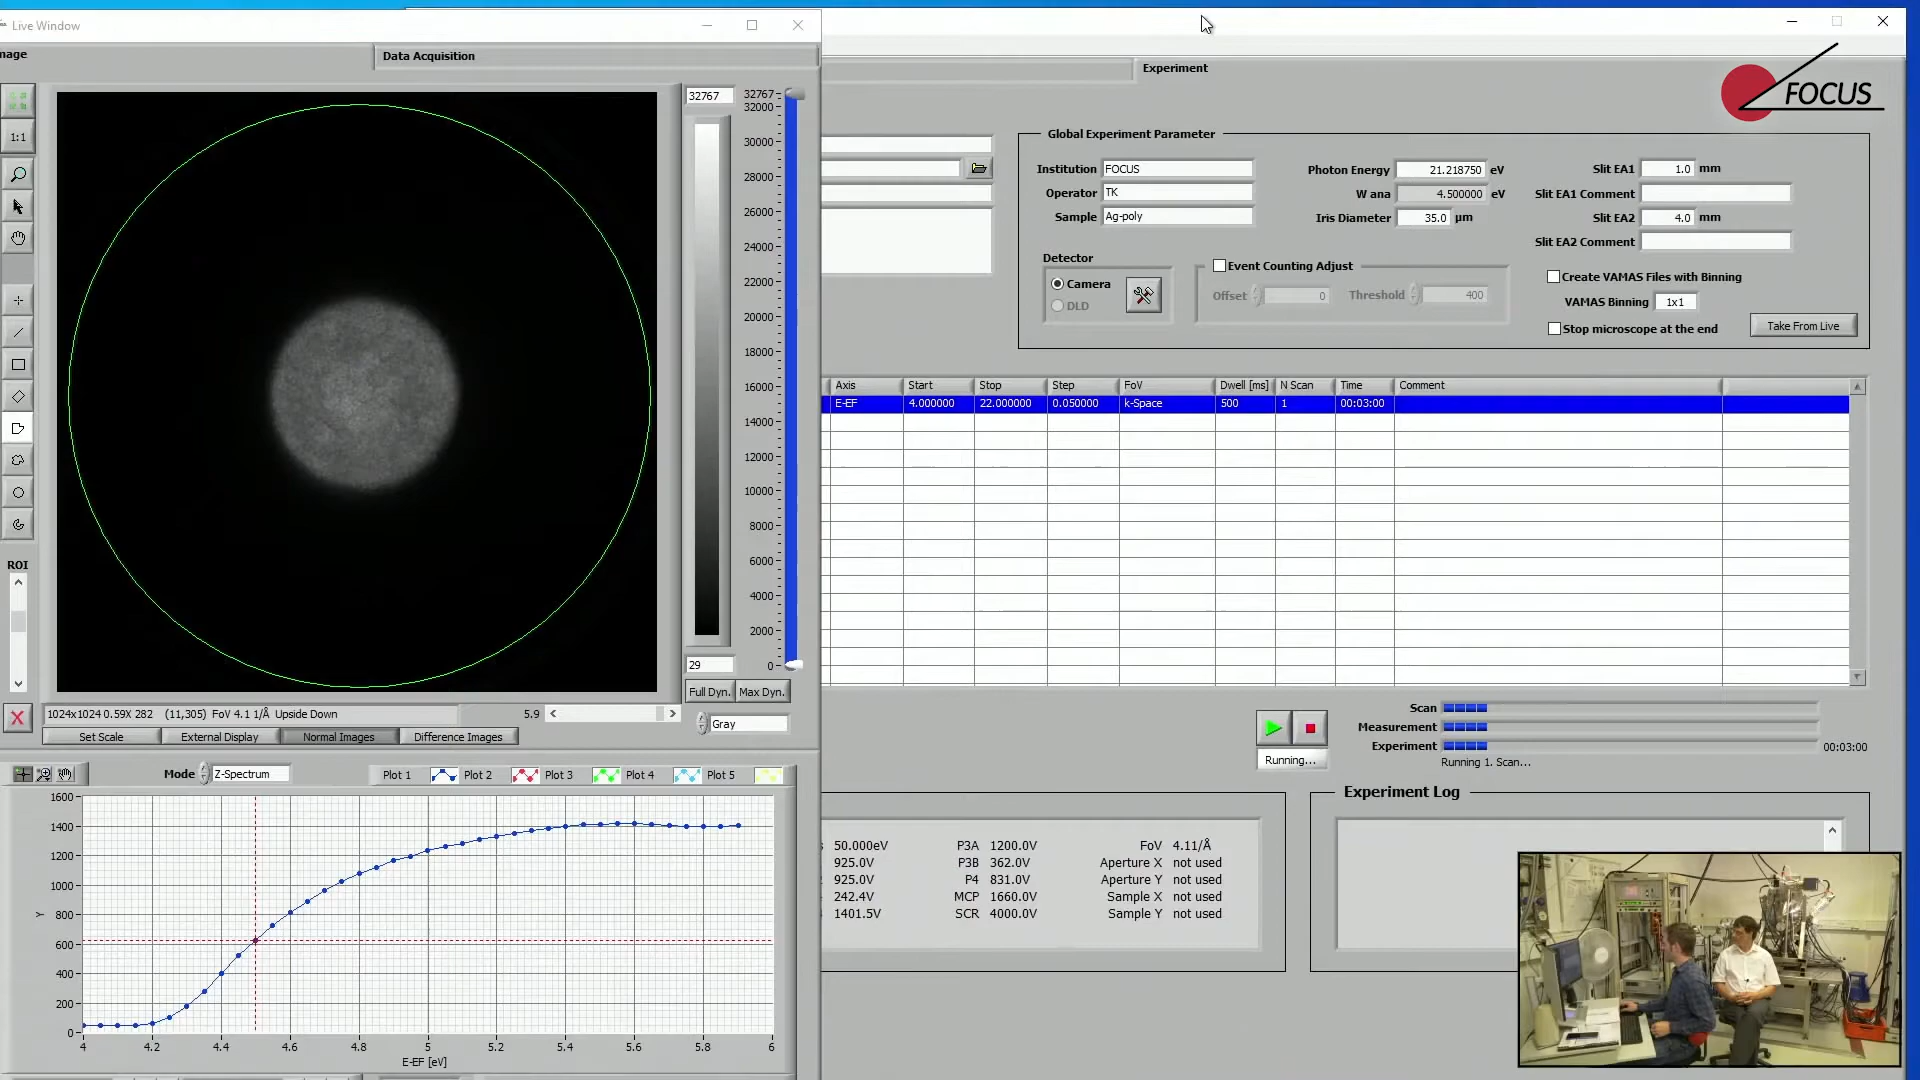 Live Window
mage
Data Acquisition
Experiment
FOCUS
1:1
ROI
32767
32767
32000
30000
28000
26000
24000
22000
20000
18000
16000
14000
12000
10000
8000
6000
4000
2000
0
29
Full Dyn. Max Dyn.
Gray
1024x1024 0.59X 282 (11,305) FoV 4.1 1/Å Upside Down
5.9
Set Scale External Display Normal Images Difference Images
Mode Z-Spectrum
Plot 1 Plot 2 Plot 3 Plot 4 Plot 5
1600
1400
1200
1000
800
600
400
200
0
Y
4 4.2 4.4 4.6 4.8 5 5.2 5.4 5.6 5.8 6
E-EF [eV]
Global Experiment Parameter
Institution FOCUS
Operator TK
Sample Ag-poly
Photon Energy 21.218750 eV
W ana 4.500000 eV
Iris Diameter 35.0 µm
Slit EA1 1.0 mm
Slit EA1 Comment
Slit EA2 4.0 mm
Slit EA2 Comment
Detector
Camera
DLD
Event Counting Adjust
Offset 0 Threshold 400
Create VAMAS Files with Binning
VAMAS Binning 1x1
Stop microscope at the end
Take From Live
Axis Start Stop Step FoV Dwell [ms] N Scan Time Comment
E-EF 4.000000 22.000000 0.050000 k-Space 500 1 00:03:00
Running...
Scan
Measurement
Experiment 00:03:00
Running 1. Scan...
50.000eV P3A 1200.0V FoV 4.11/Å
925.0V P3B 362.0V Aperture X not used
925.0V P4 831.0V Aperture Y not used
242.4V MCP 1660.0V Sample X not used
1401.5V SCR 4000.0V Sample Y not used
Experiment Log